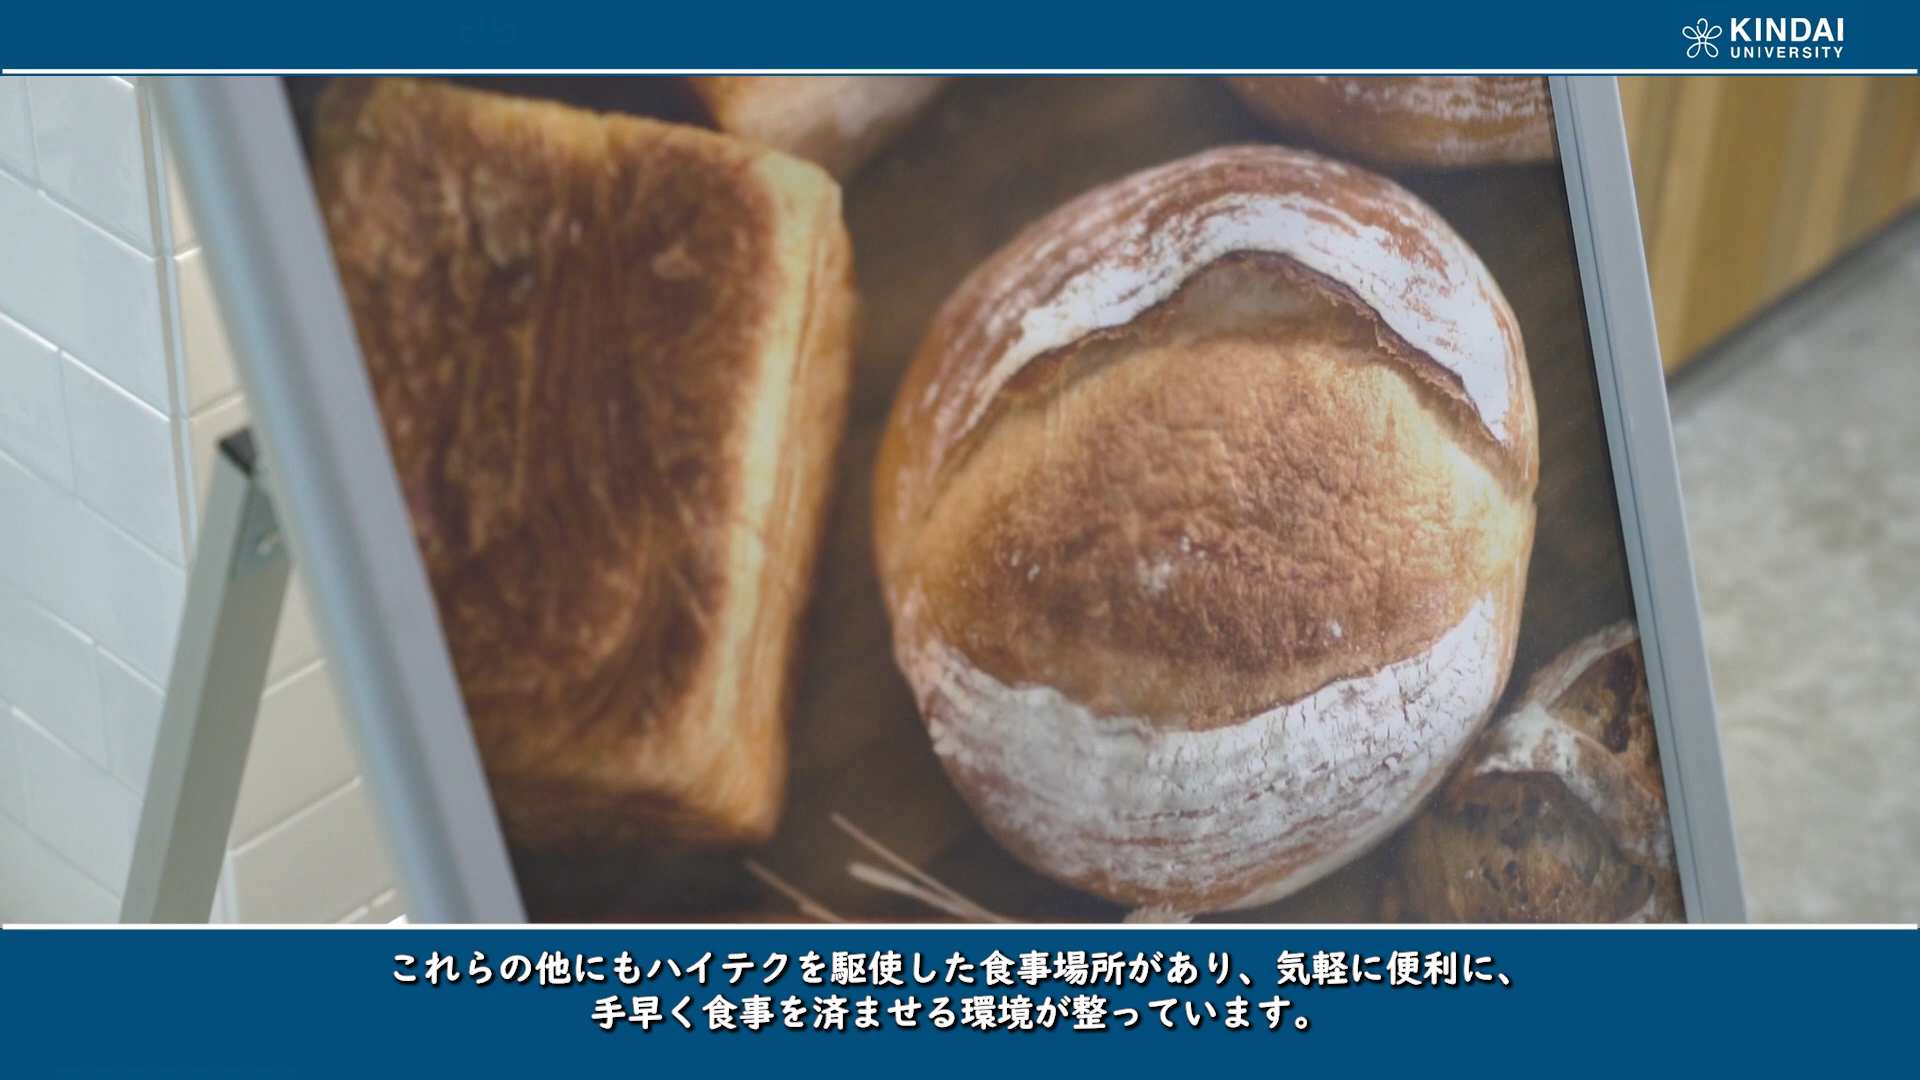 KINDAI
UNIVERSITY
これらの他にもハイテクを駆使した食事場所があり、気軽に便利に、
手早く食事を済ませる環境が整っています。